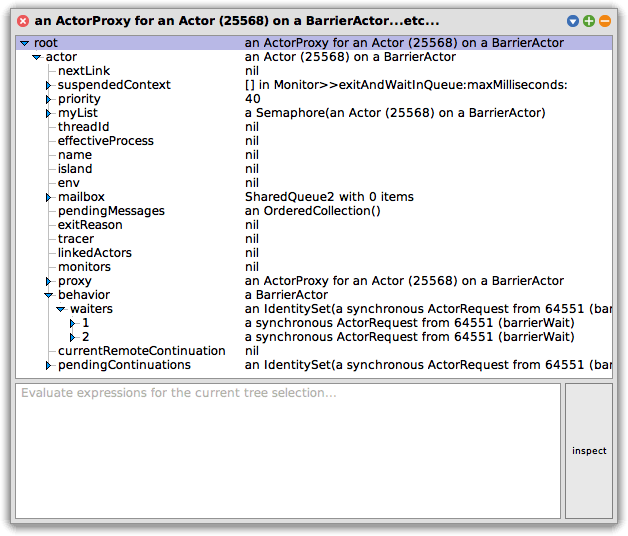 an ActorProxy for an Actor (25568) on a BarrierActor...etc...
root an ActorProxy for an Actor (25568) on a BarrierActor
actor an Actor (25568) on a BarrierActor
nextLink nil
suspendedContext [] in Monitor>>exitAndWaitInQueue:maxMilliseconds:
priority 40
myList a Semaphore(an Actor (25568) on a BarrierActor)
threadId nil
effectiveProcess nil
name nil
island nil
env nil
mailbox SharedQueue2 with 0 items
pendingMessages an OrderedCollection()
exitReason nil
tracer nil
linkedActors nil
monitors nil
proxy an ActorProxy for an Actor (25568) on a BarrierActor
behavior a BarrierActor
waiters an IdentitySet(a synchronous ActorRequest from 64551 (bar
1 a synchronous ActorRequest from 64551 (barrierWait)
2 a synchronous ActorRequest from 64551 (barrierWait)
currentRemoteContinuation nil
pendingContinuations an IdentitySet(a synchronous ActorRequest from 64551 (bar
Evaluate expressions for the current tree selection...
inspect